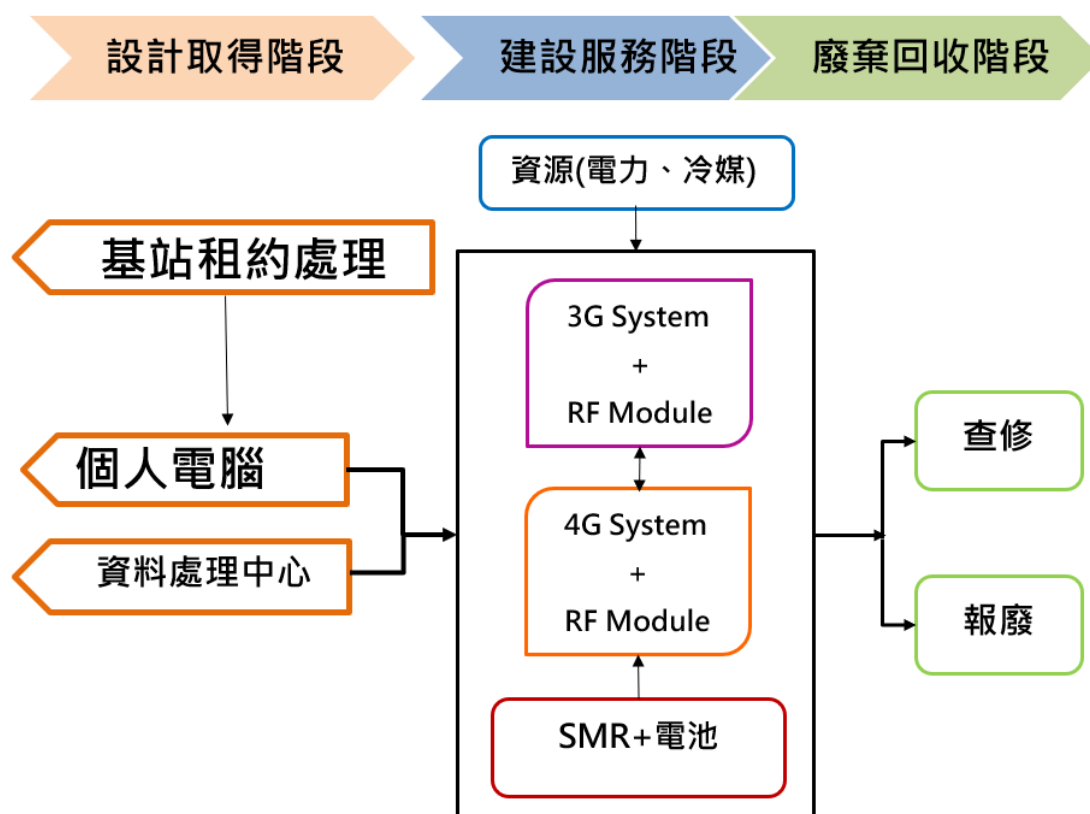 設計取得階段
建設服務階段
廢棄回收階段
資源(電力、冷媒)
基站租約處理
3G System
+
RF Module
個人電腦
資料處理中心
4G System
+
RF Module
SMR+電池
查修
報廢